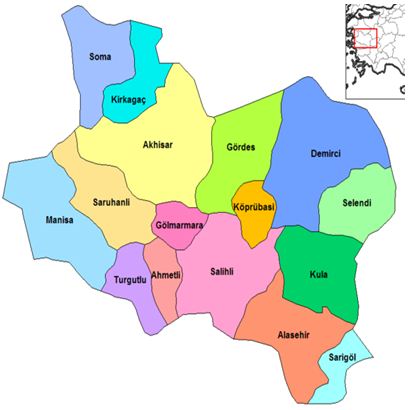 Soma
Kirkagaç
Akhisar
Gördes
Demirci
Saruhanli
Selendi
Köprübasi
Manisa
Gölmarmara
Turgutlu
Ahmetli
Salihli
Kula
Alasehir
Sarigöl